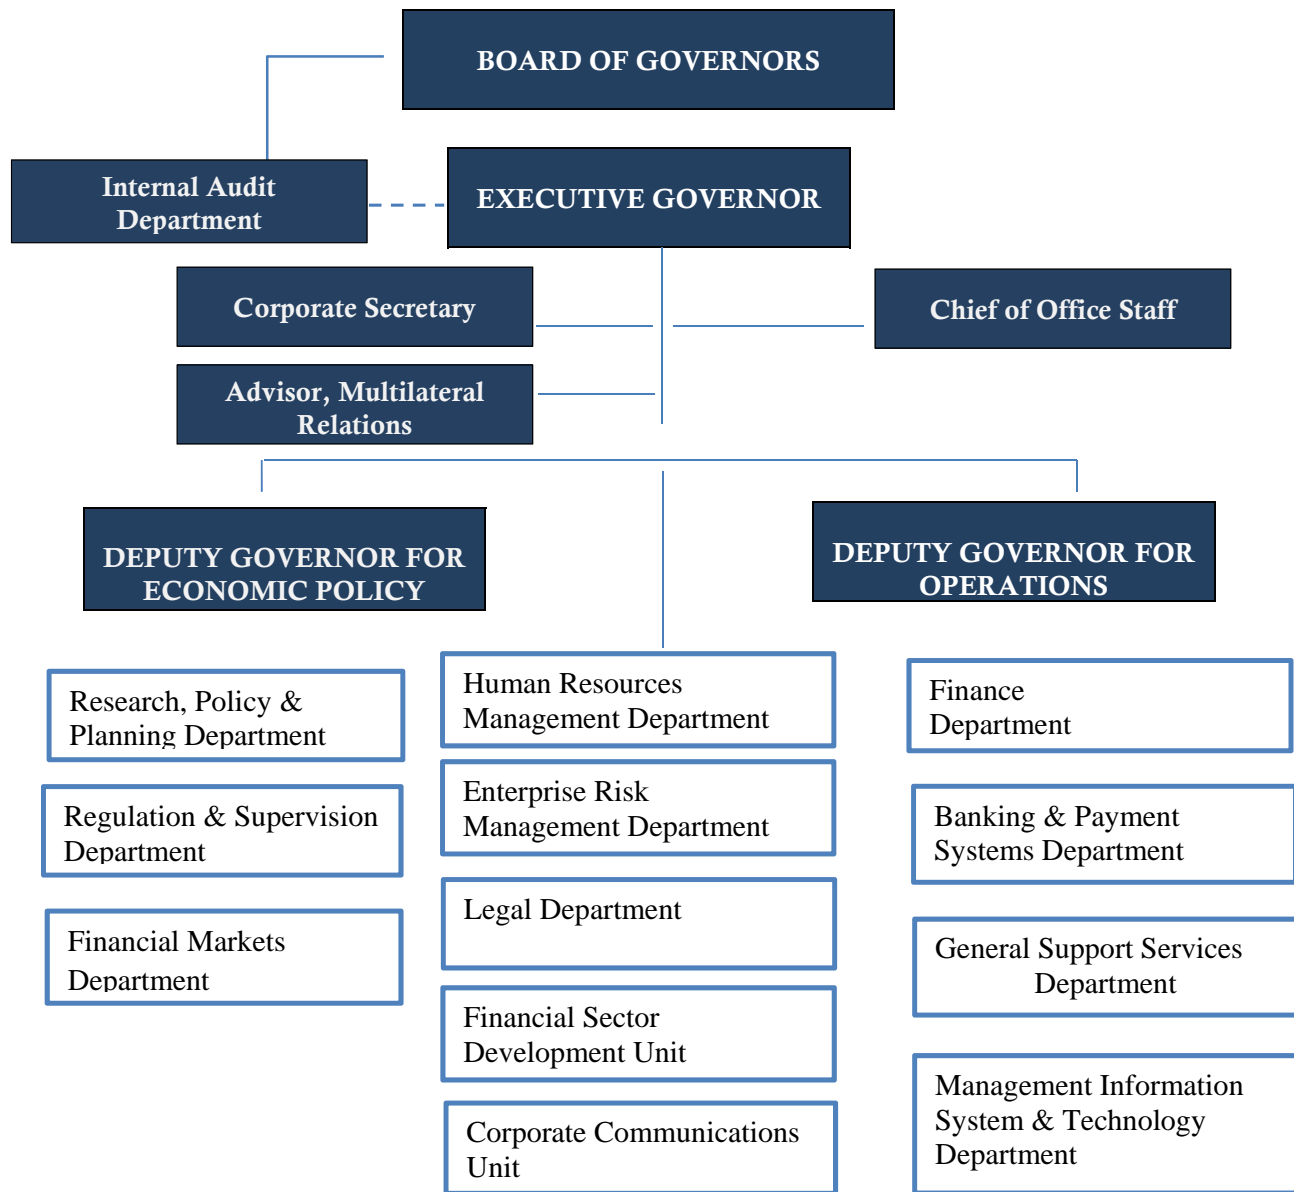 BOARD OF GOVERNORS
Internal Audit
Department
EXECUTIVE GOVERNOR
Corporate Secretary
Chief of Office Staff
Advisor, Multilateral
Relations
DEPUTY GOVERNOR FOR
ECONOMIC POLICY
DEPUTY GOVERNOR FOR
OPERATIONS
Research, Policy &
Planning Department
Regulation & Supervision
Department
Financial Markets
Department
Human Resources
Management Department
Enterprise Risk
Management Department
Legal Department
Financial Sector
Development Unit
Corporate Communications
Unit
Finance
Department
Banking & Payment
Systems Department
General Support Services
Department
Management Information
System & Technology
Department